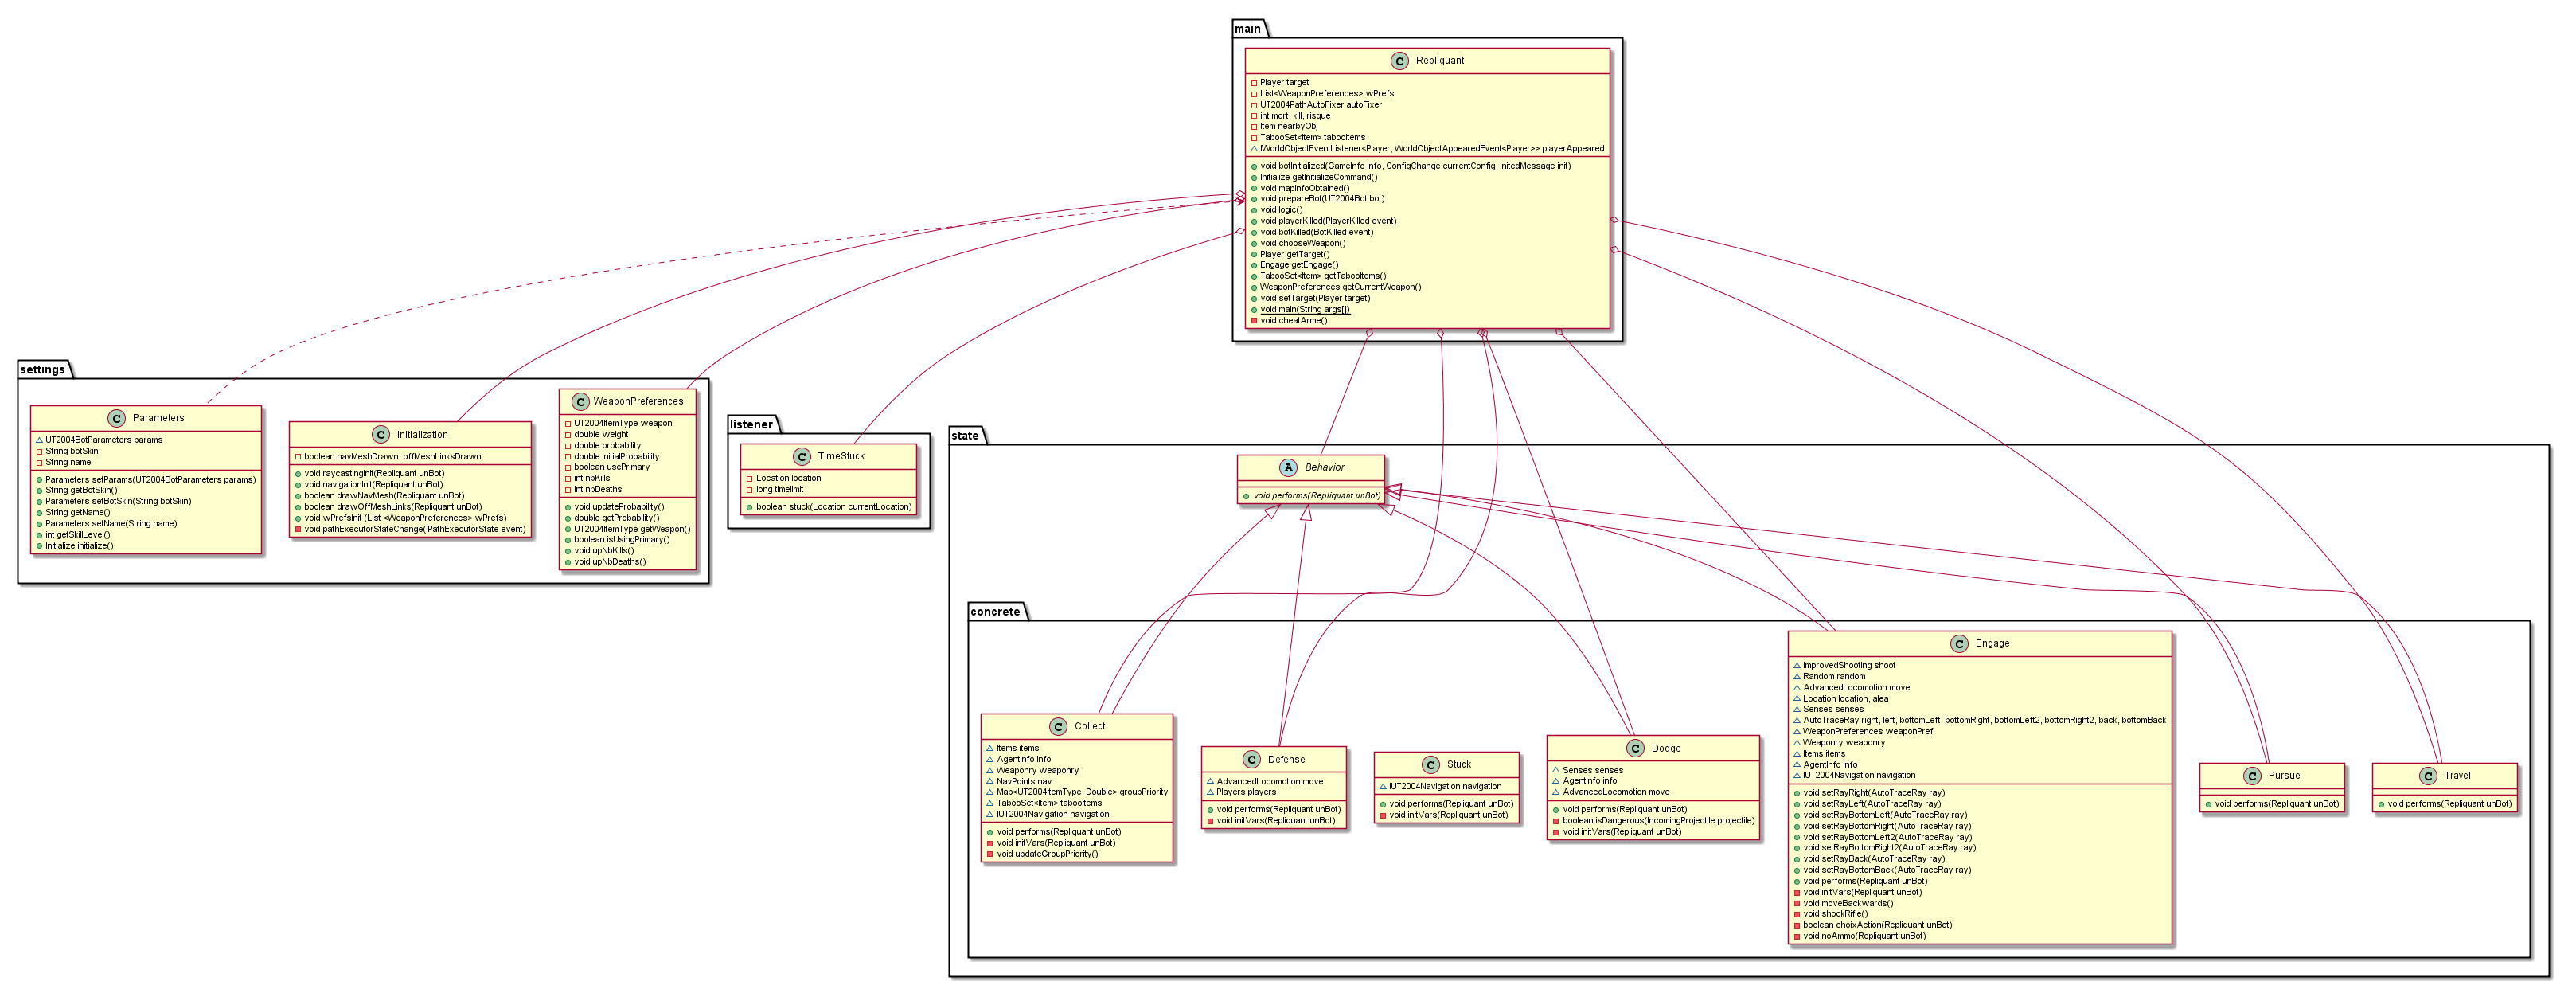 main
C Repliquant
Player target
List<WeaponPreferences> wPrefs
UT2004PathAutoFixer autoFixer
int mort, kill, risque
Item nearbyObj
TabooSet<Item> tabooItems
IWorldObjectEventListener<Player, WorldObjectAppearedEvent<Player>> playerAppeared
void botInitialized(GameInfo info, ConfigChange currentConfig, InitedMessage init)
Initialize getInitializeCommand()
void mapInfoObtained()
void prepareBot(UT2004Bot bot)
void logic()
void playerKilled(PlayerKilled event)
void botKilled(BotKilled event)
void chooseWeapon()
Player getTarget()
Engage getEngage()
TabooSet<Item> getTabooItems()
WeaponPreferences getCurrentWeapon()
void setTarget(Player target)
void main(String args[])
void cheatArme()
settings
C Parameters
UT2004BotParameters params
String botSkin
String name
Parameters setParams(UT2004BotParameters params)
String getBotSkin()
Parameters setBotSkin(String botSkin)
String getName()
Parameters setName(String name)
int getSkillLevel()
Initialize initialize()
C Initialization
boolean navMeshDrawn, offMeshLinksDrawn
void raycastingInit(Repliquant unBot)
void navigationInit(Repliquant unBot)
boolean drawNavMesh(Repliquant unBot)
boolean drawOffMeshLinks(Repliquant unBot)
void wPrefsInit (List <WeaponPreferences> wPrefs)
void pathExecutorStateChange(IPathExecutorState event)
C WeaponPreferences
UT2004ItemType weapon
double weight
double probability
double initialProbability
boolean usePrimary
int nbKills
int nbDeaths
void updateProbability()
double getProbability()
UT2004ItemType getWeapon()
boolean isUsingPrimary()
void upNbKills()
void upNbDeaths()
listener
C TimeStuck
Location location
long timelimit
boolean stuck(Location currentLocation)
state
A Behavior
void performs(Repliquant unBot)
concrete
C Collect
Items items
AgentInfo info
Weaponry weaponry
NavPoints nav
Map<UT2004ItemType, Double> groupPriority
TabooSet<Item> tabooItems
IUT2004Navigation navigation
void performs(Repliquant unBot)
void initVars(Repliquant unBot)
void updateGroupPriority()
C Defense
AdvancedLocomotion move
Players players
void performs(Repliquant unBot)
void initVars(Repliquant unBot)
C Stuck
IUT2004Navigation navigation
void performs(Repliquant unBot)
void initVars(Repliquant unBot)
C Dodge
Senses senses
AgentInfo info
AdvancedLocomotion move
void performs(Repliquant unBot)
boolean isDangerous(IncomingProjectile projectile)
void initVars(Repliquant unBot)
C Engage
ImprovedShooting shoot
Random random
AdvancedLocomotion move
Location location, alea
Senses senses
AutoTraceRay right, left, bottomLeft, bottomRight, bottomLeft2, bottomRight2, back, bottomBack
WeaponPreferences weaponPref
Weaponry weaponry
Items items
AgentInfo info
IUT2004Navigation navigation
void setRayRight(AutoTraceRay ray)
void setRayLeft(AutoTraceRay ray)
void setRayBottomLeft(AutoTraceRay ray)
void setRayBottomRight(AutoTraceRay ray)
void setRayBottomLeft2(AutoTraceRay ray)
void setRayBottomRight2(AutoTraceRay ray)
void setRayBack(AutoTraceRay ray)
void setRayBottomBack(AutoTraceRay ray)
void performs(Repliquant unBot)
void initVars(Repliquant unBot)
void moveBackwards()
void shockRifle()
boolean choixAction(Repliquant unBot)
void noAmmo(Repliquant unBot)
C Pursue
void performs(Repliquant unBot)
C Travel
void performs(Repliquant unBot)